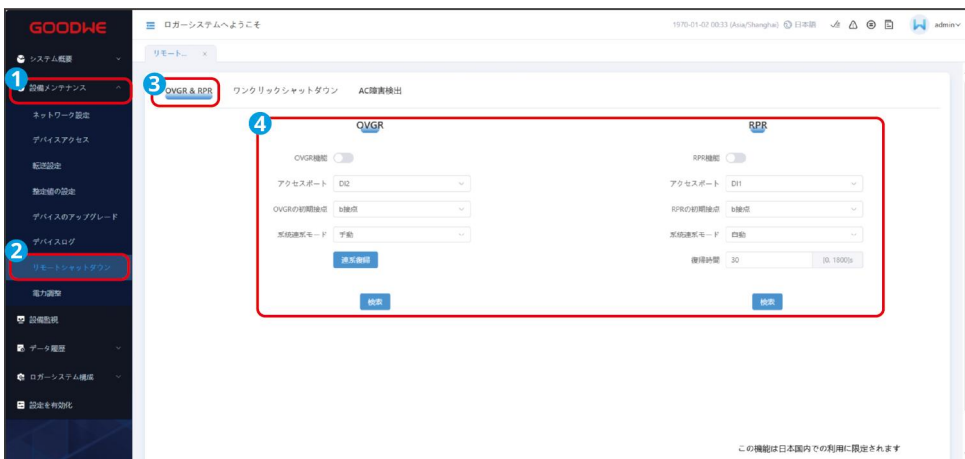 GOODWE
ロガーシステムへようこそ
1970-01-02 00:33 (Asia/Shanghai) 日本語
admin
リモート... ×
システム概要
1
設備メンテナンス
ネットワーク設定
デバイスアクセス
転送設定
整定値の設定
デバイスのアップグレード
デバイスログ
2
リモートシャットダウン
電力調整
設備監視
データ履歴
ロガーシステム構成
設定を有効化
3
OVGR & RPR ワンクリックシャットダウン AC障害検出
4
OVGR
OVGR機能
アクセスポート DI2
OVGRの初期接点 b接点
系統連系モード 手動
連系復帰
検索
RPR
RPR機能
アクセスポート DI1
RPRの初期接点 b接点
系統連系モード 自動
復帰時間 30 [0, 1800]s
検索
この機能は日本国内での利用に限定されます